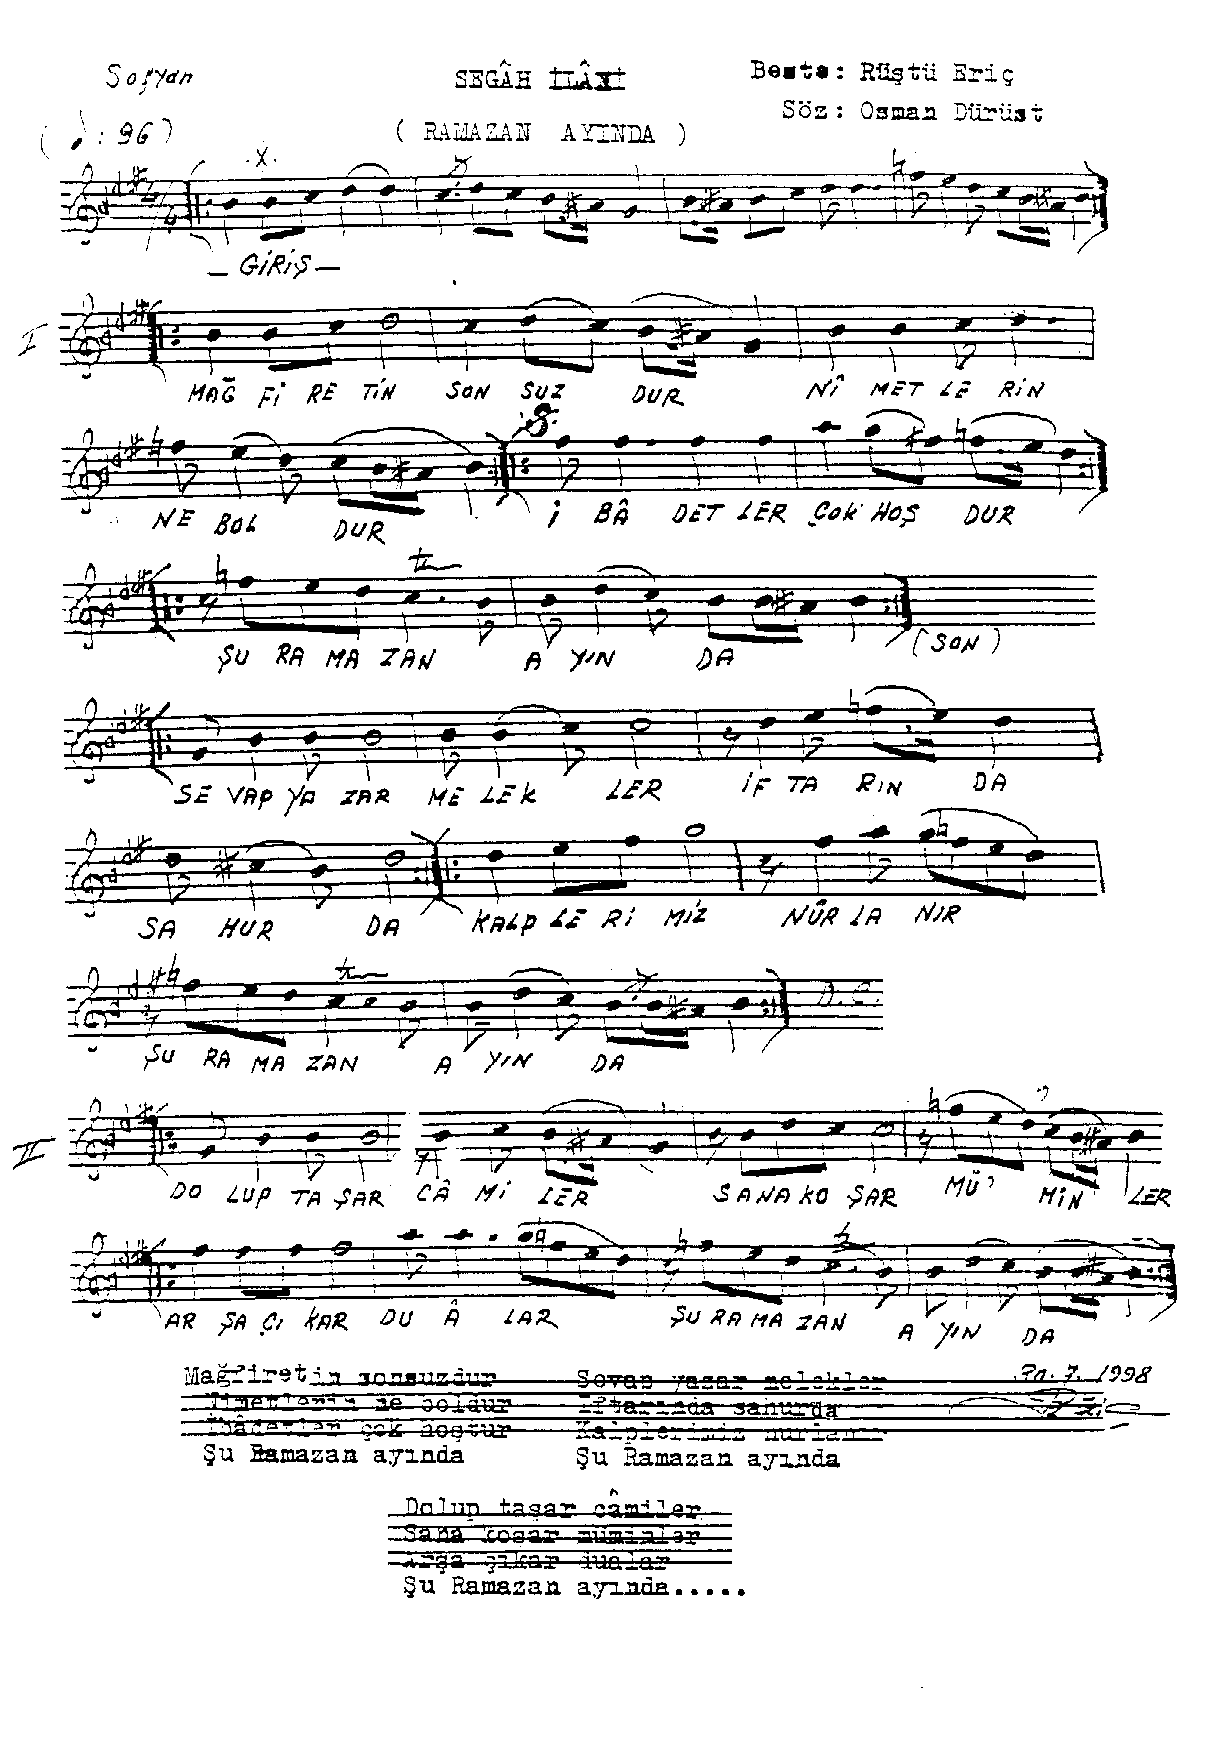 Sofyan
SEGÂH İLÂHİ
Beste: Rüştü Eriç
Söz: Osman Dürüst
( ♩: 96 )
( RAMAZAN AYINDA )
— GİRİŞ —
I
MAĞ Fİ RE TİN SON SUZ DUR NÎ MET LE RİN
NE BOL DUR İ BÂ DET LER ÇOK HOŞ DUR
ŞU RA MA ZAN A YIN DA (SON)
SE VAP YA ZAR ME LEK LER İF TA RIN DA
SA HUR DA KALP LE Rİ MİZ NÛR LA NIR
ŞU RA MA ZAN A YIN DA D.C.
II
DO LUP TA ŞAR CÂ Mİ LER SANA KO ŞAR MÜ' MİN LER
AR ŞA ÇI KAR DU Â LAR ŞU RA MA ZAN A YIN DA
Mağfiretin sonsuzdur
Nimetlerin ne boldur
İbâdetler çok hoştur
Şu Ramazan ayında
Sevap yazar melekler
İftarında sahurda
Kalplerimiz nurlanır
Şu Ramazan ayında
7. 1998
Dolup taşar câmiler
Sana koşar müminler
Arşa çıkar dualar
Şu Ramazan ayında.....